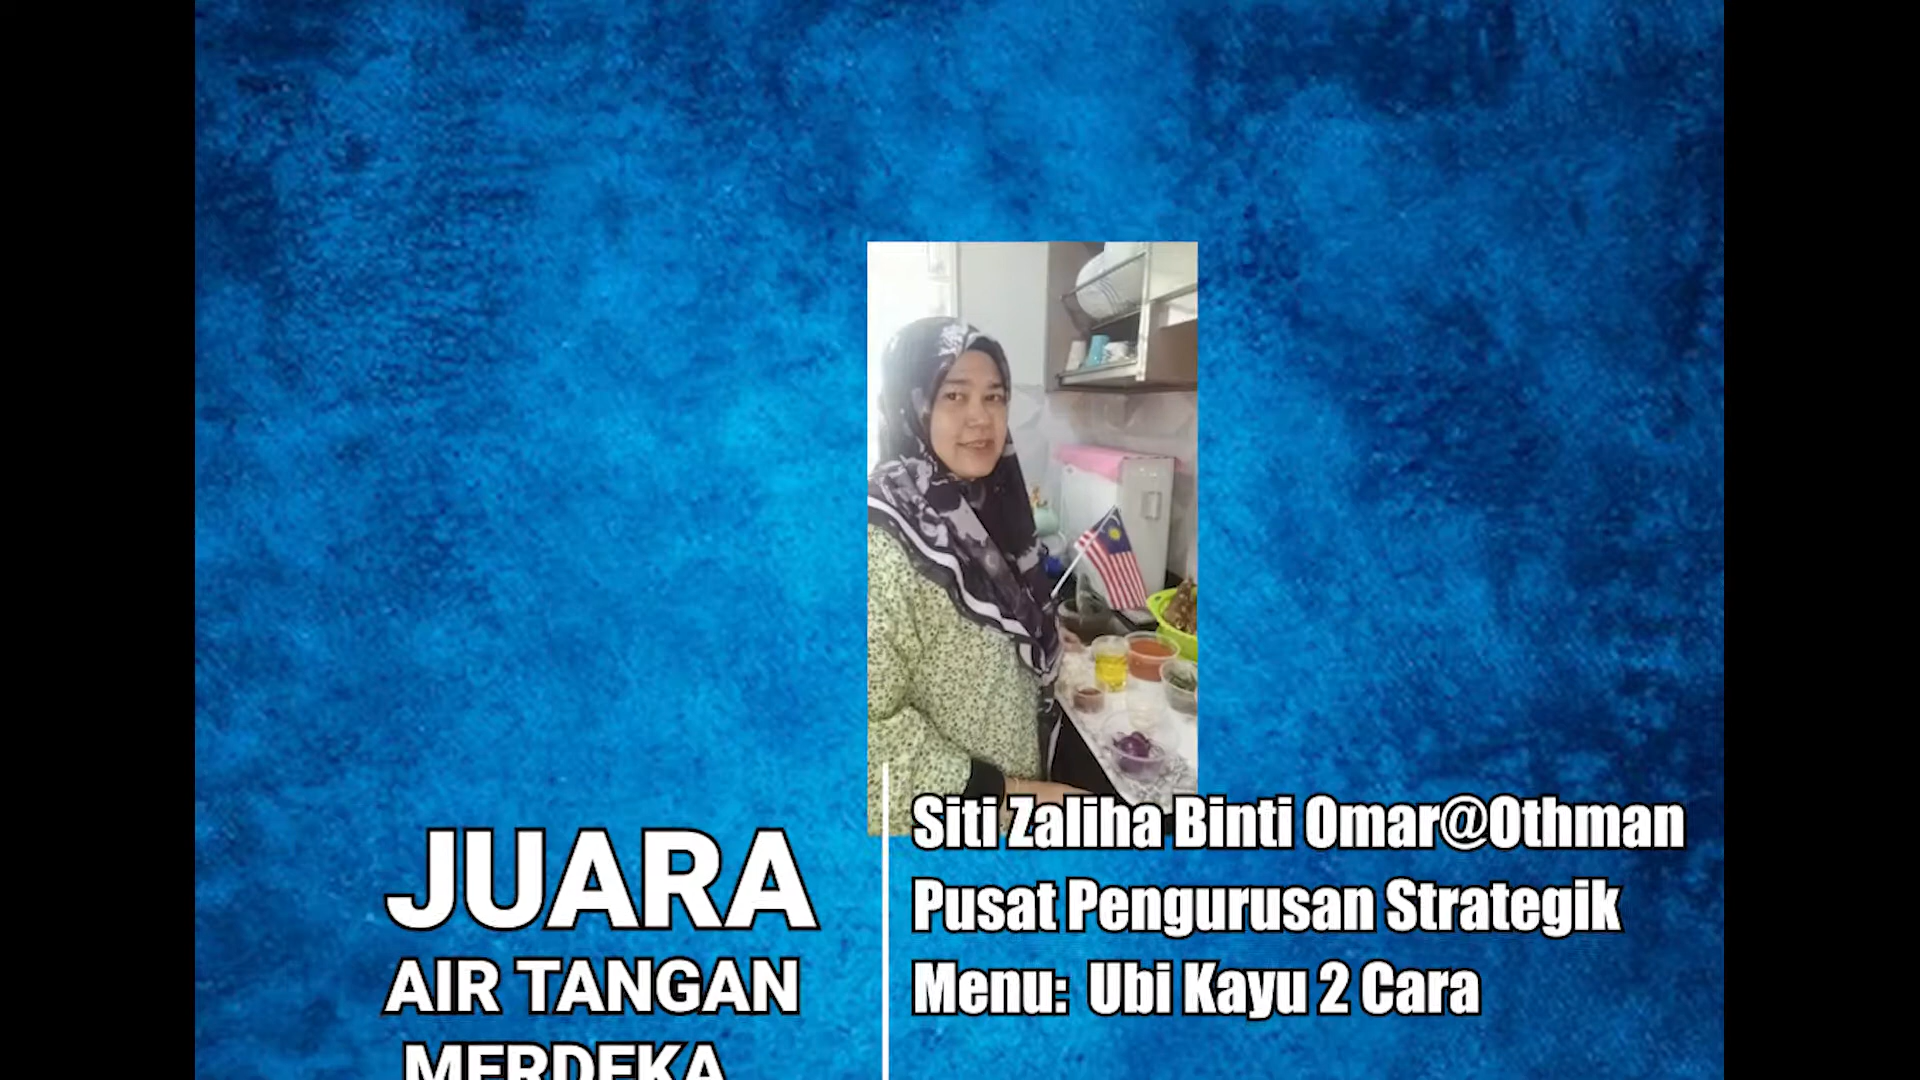 JUARA
AIR TANGAN
MERDEKA
Siti Zaliha Binti Omar@Othman
Pusat Pengurusan Strategik
Menu: Ubi Kayu 2 Cara